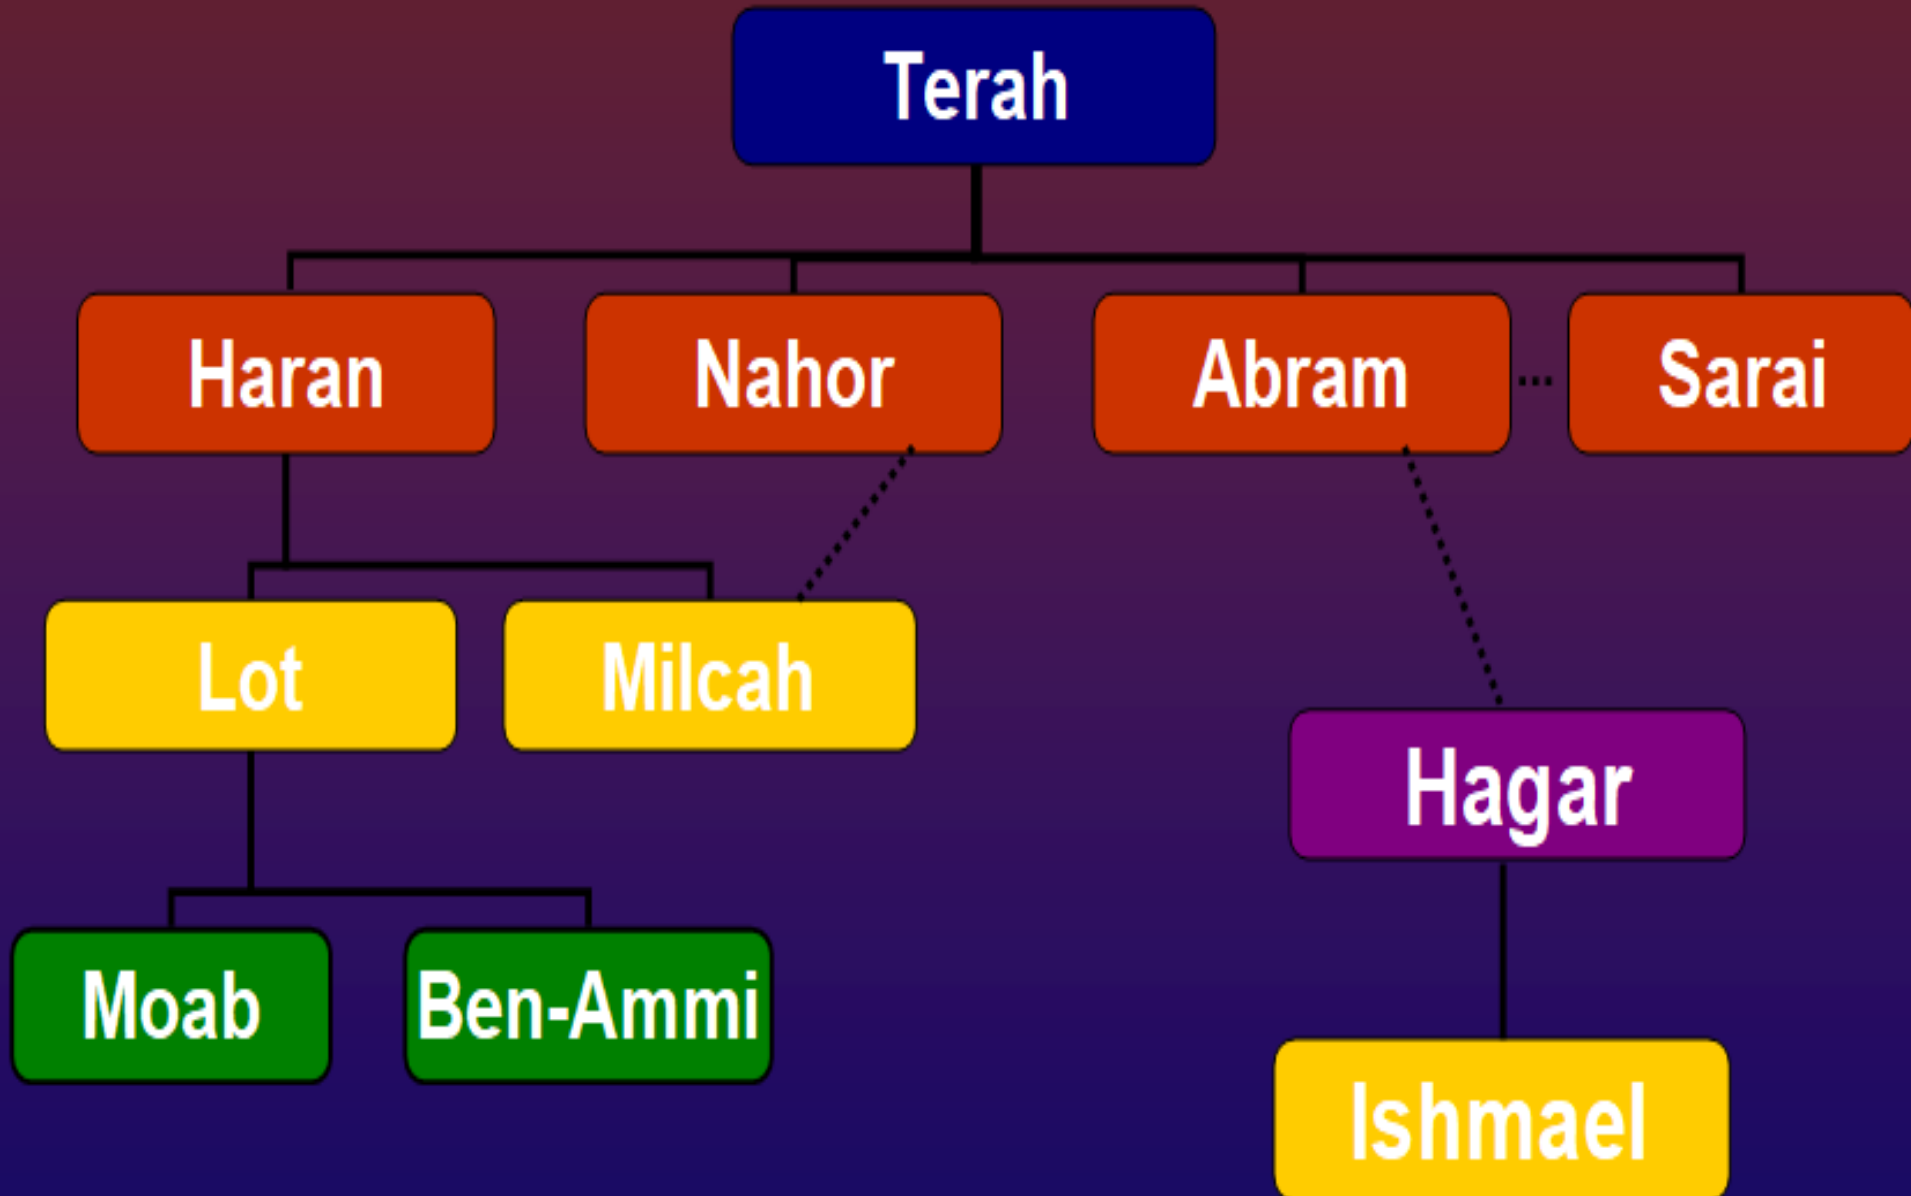 Terah
Haran
Nahor
Abram
...
Sarai
Lot
Milcah
Hagar
Moab
Ben-Ammi
Ishmael